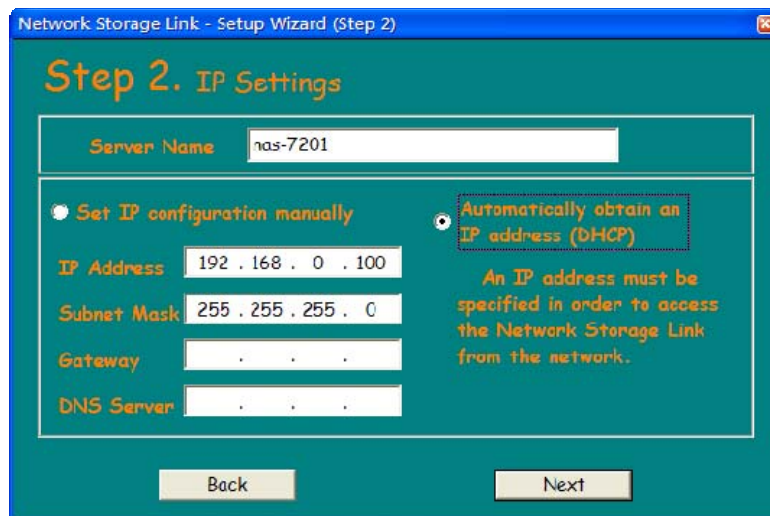 Network Storage Link - Setup Wizard (Step 2)
Step 2. IP Settings
Server Name nas-7201
Set IP configuration manually
IP Address 192 . 168 . 0 . 100
Subnet Mask 255 . 255 . 255 . 0
Gateway . . .
DNS Server . . .
Automatically obtain an
IP address (DHCP)
An IP address must be
specified in order to access
the Network Storage Link
from the network.
Back Next